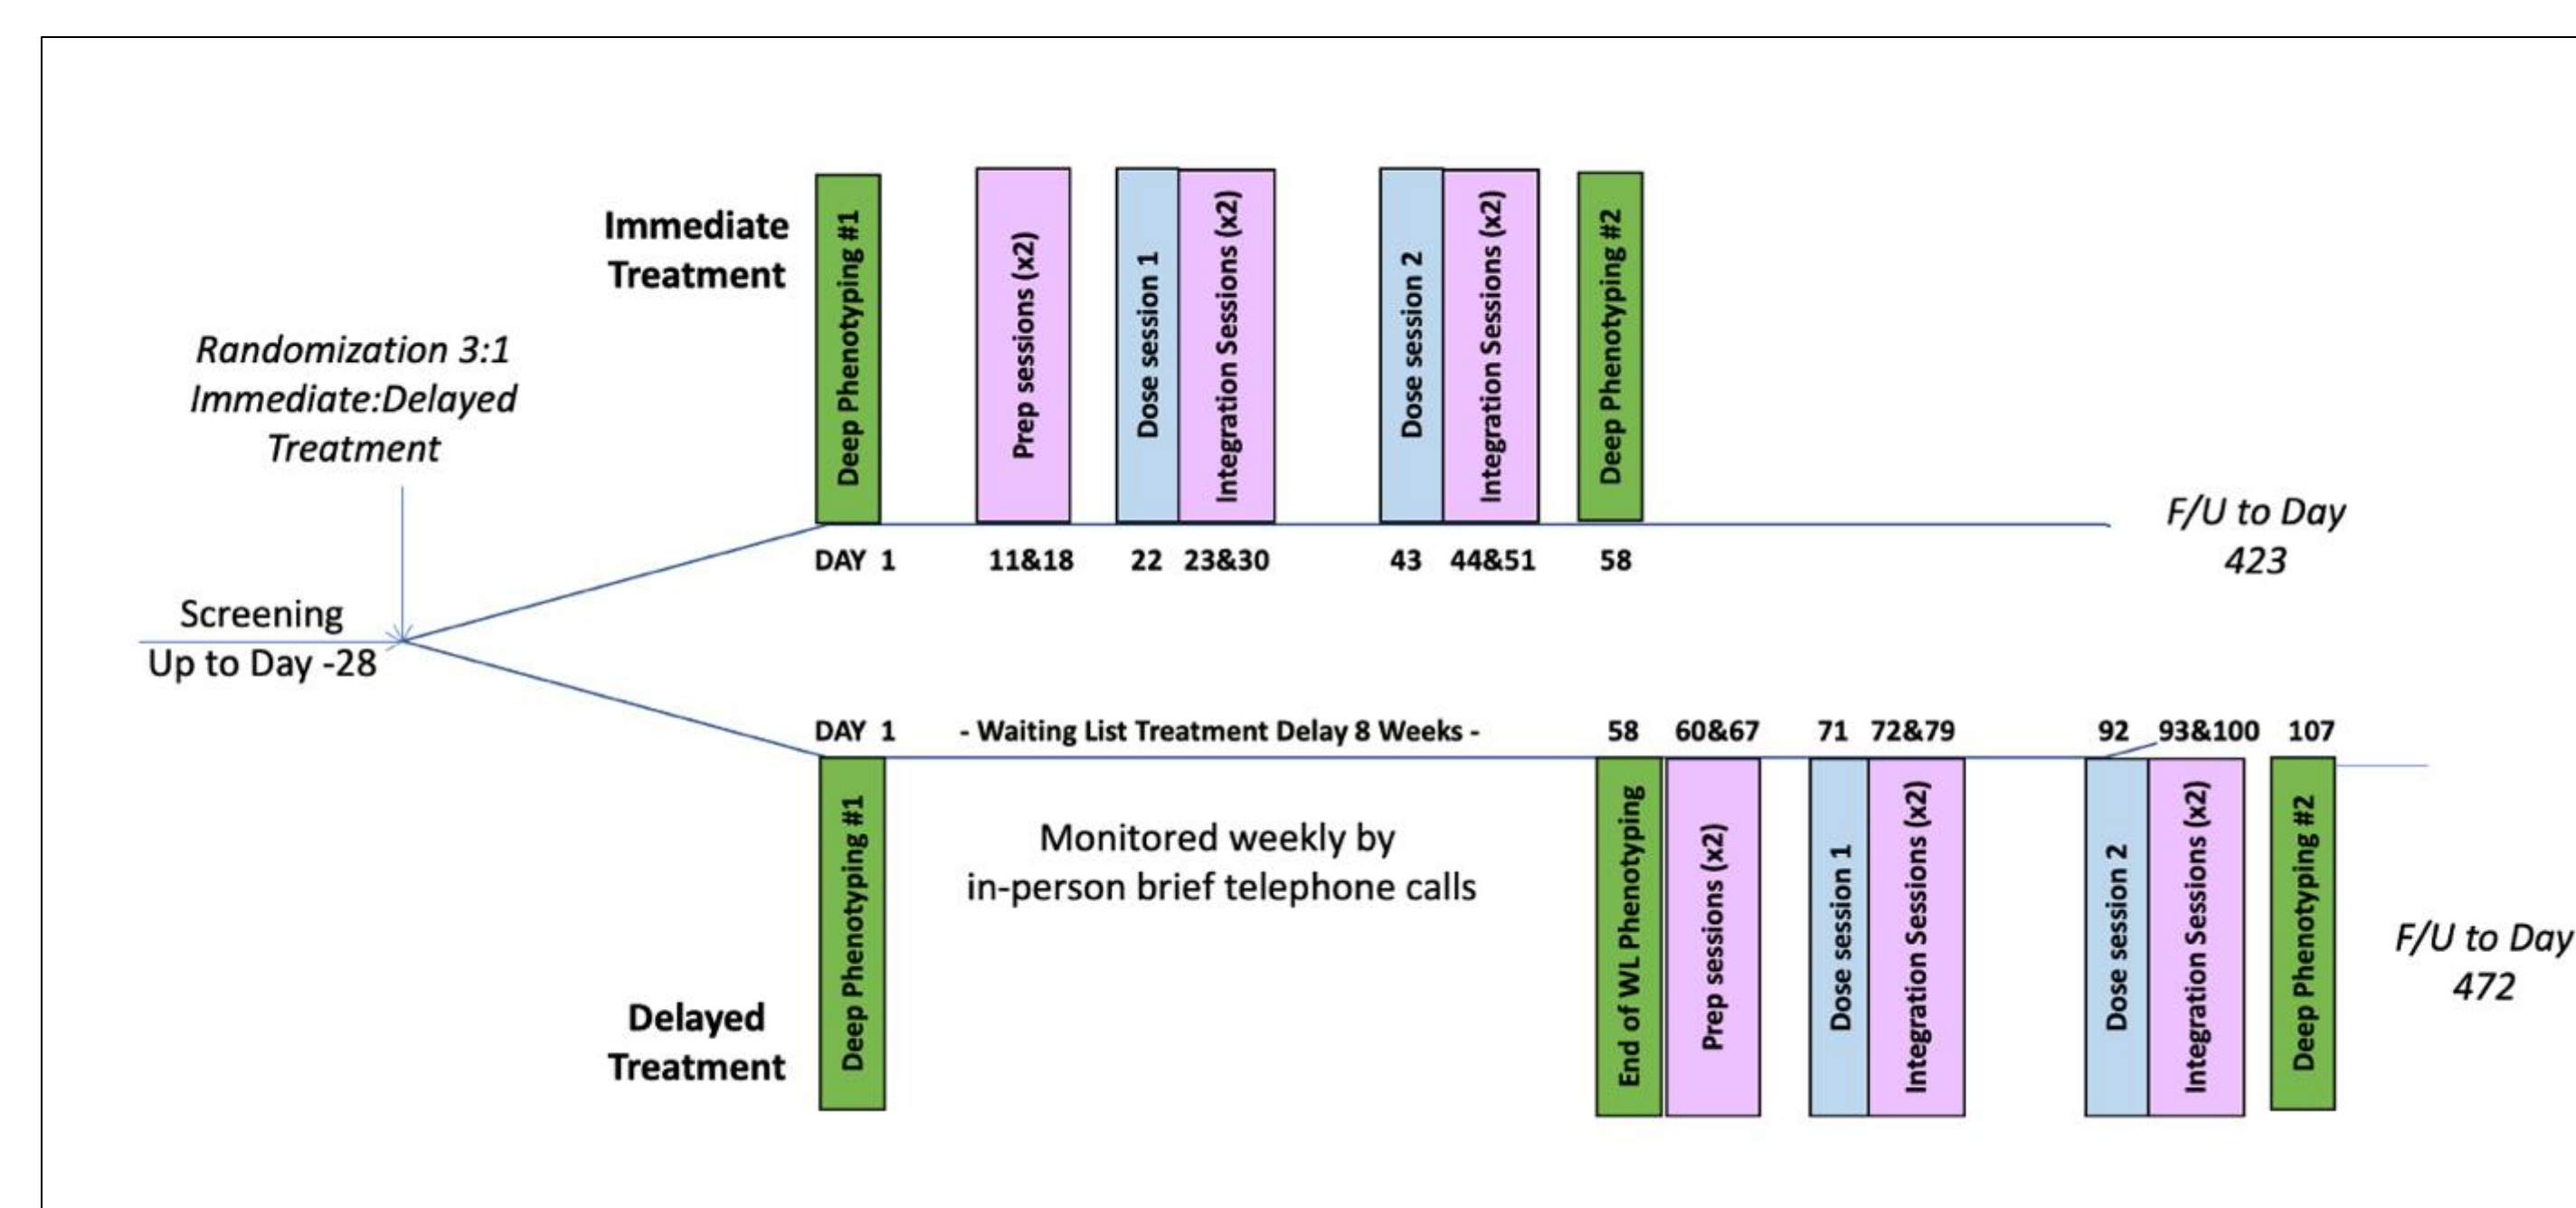 Immediate
Treatment
Deep Phenotyping #1
Prep sessions (x2)
Dose session 1
Integration Sessions (x2)
Dose session 2
Integration Sessions (x2)
Deep Phenotyping #2
Randomization 3:1
Immediate:Delayed
Treatment
DAY 1
11&18
22
23&30
43
44&51
58
F/U to Day
423
Screening
Up to Day -28
DAY 1
- Waiting List Treatment Delay 8 Weeks -
58
60&67
71
72&79
92
93&100
107
Monitored weekly by
in-person brief telephone calls
Delayed
Treatment
Deep Phenotyping #1
End of WL Phenotyping
Prep sessions (x2)
Dose session 1
Integration Sessions (x2)
Dose session 2
Integration Sessions (x2)
Deep Phenotyping #2
F/U to Day
472